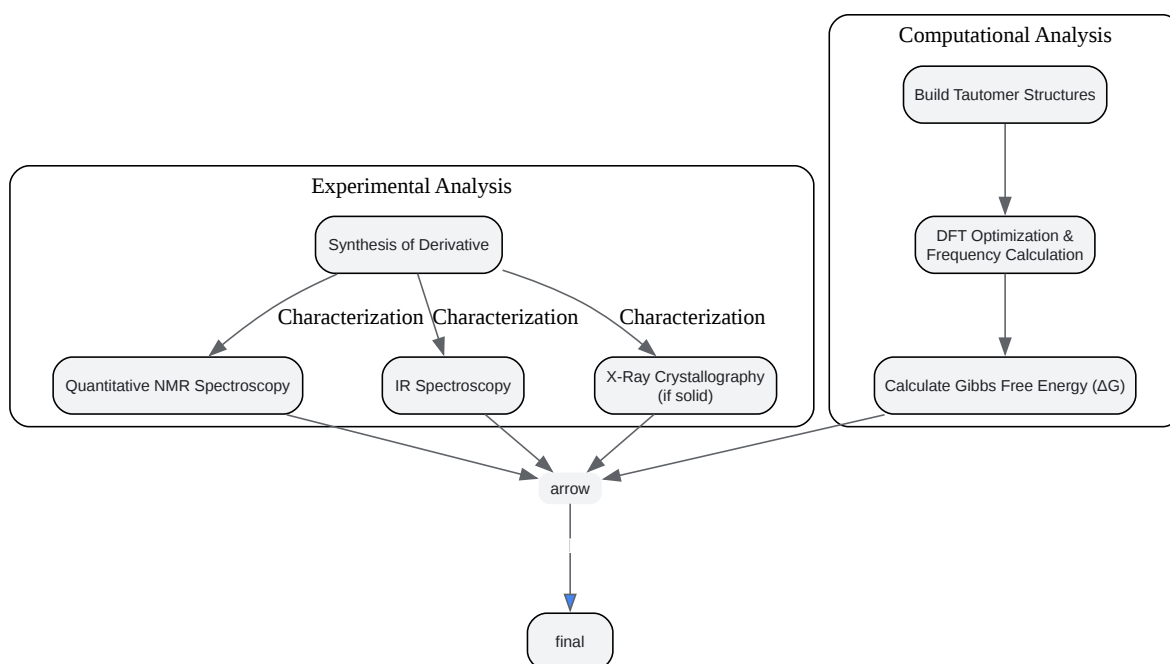 Computational Analysis
Build Tautomer Structures
Experimental Analysis
Synthesis of Derivative
DFT Optimization &
Frequency Calculation
Characterization
Characterization
Characterization
Quantitative NMR Spectroscopy
IR Spectroscopy
X-Ray Crystallography
(if solid)
Calculate Gibbs Free Energy (ΔG)
arrow
final